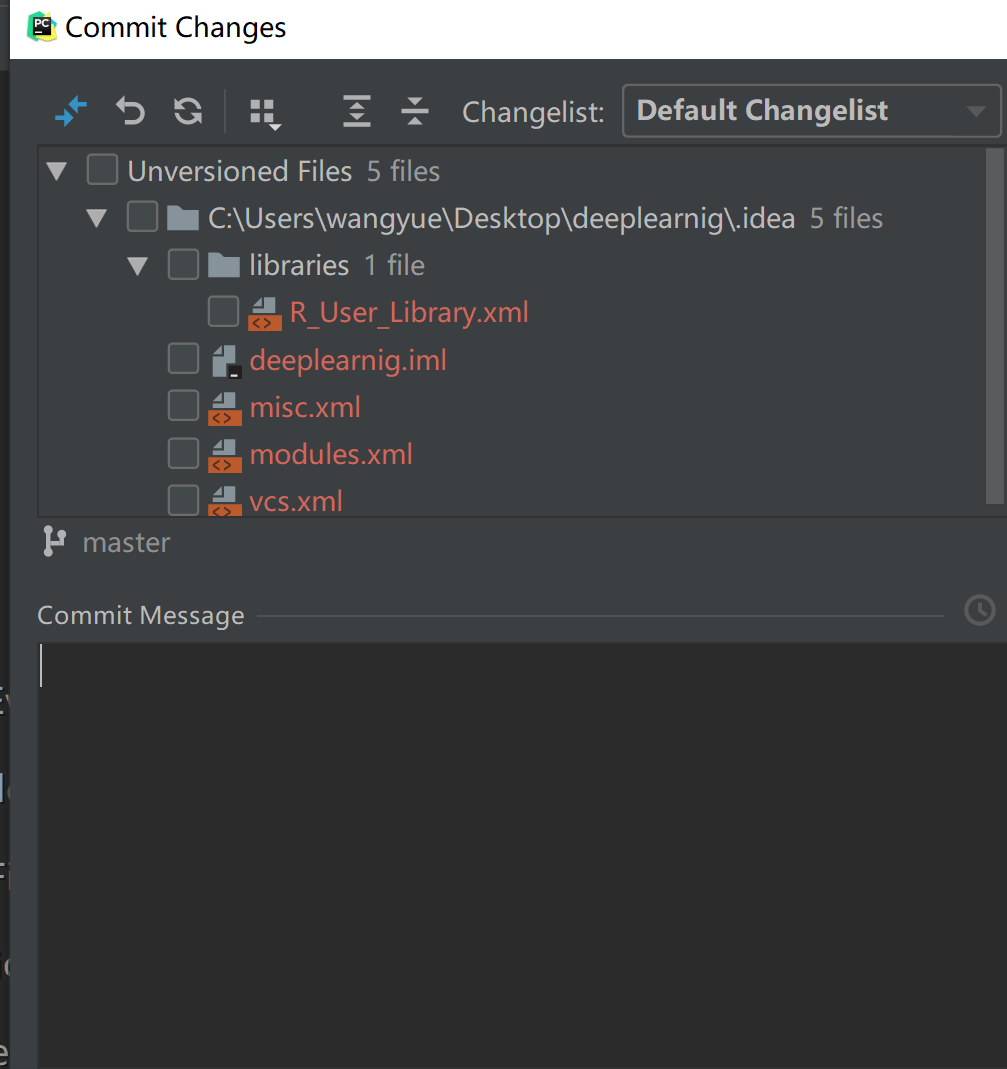 Commit Changes
Changelist: Default Changelist
Unversioned Files 5 files
C:\Users\wangyue\Desktop\deeplearnig\.idea 5 files
libraries 1 file
R_User_Library.xml
deeplearnig.iml
misc.xml
modules.xml
vcs.xml
master
Commit Message